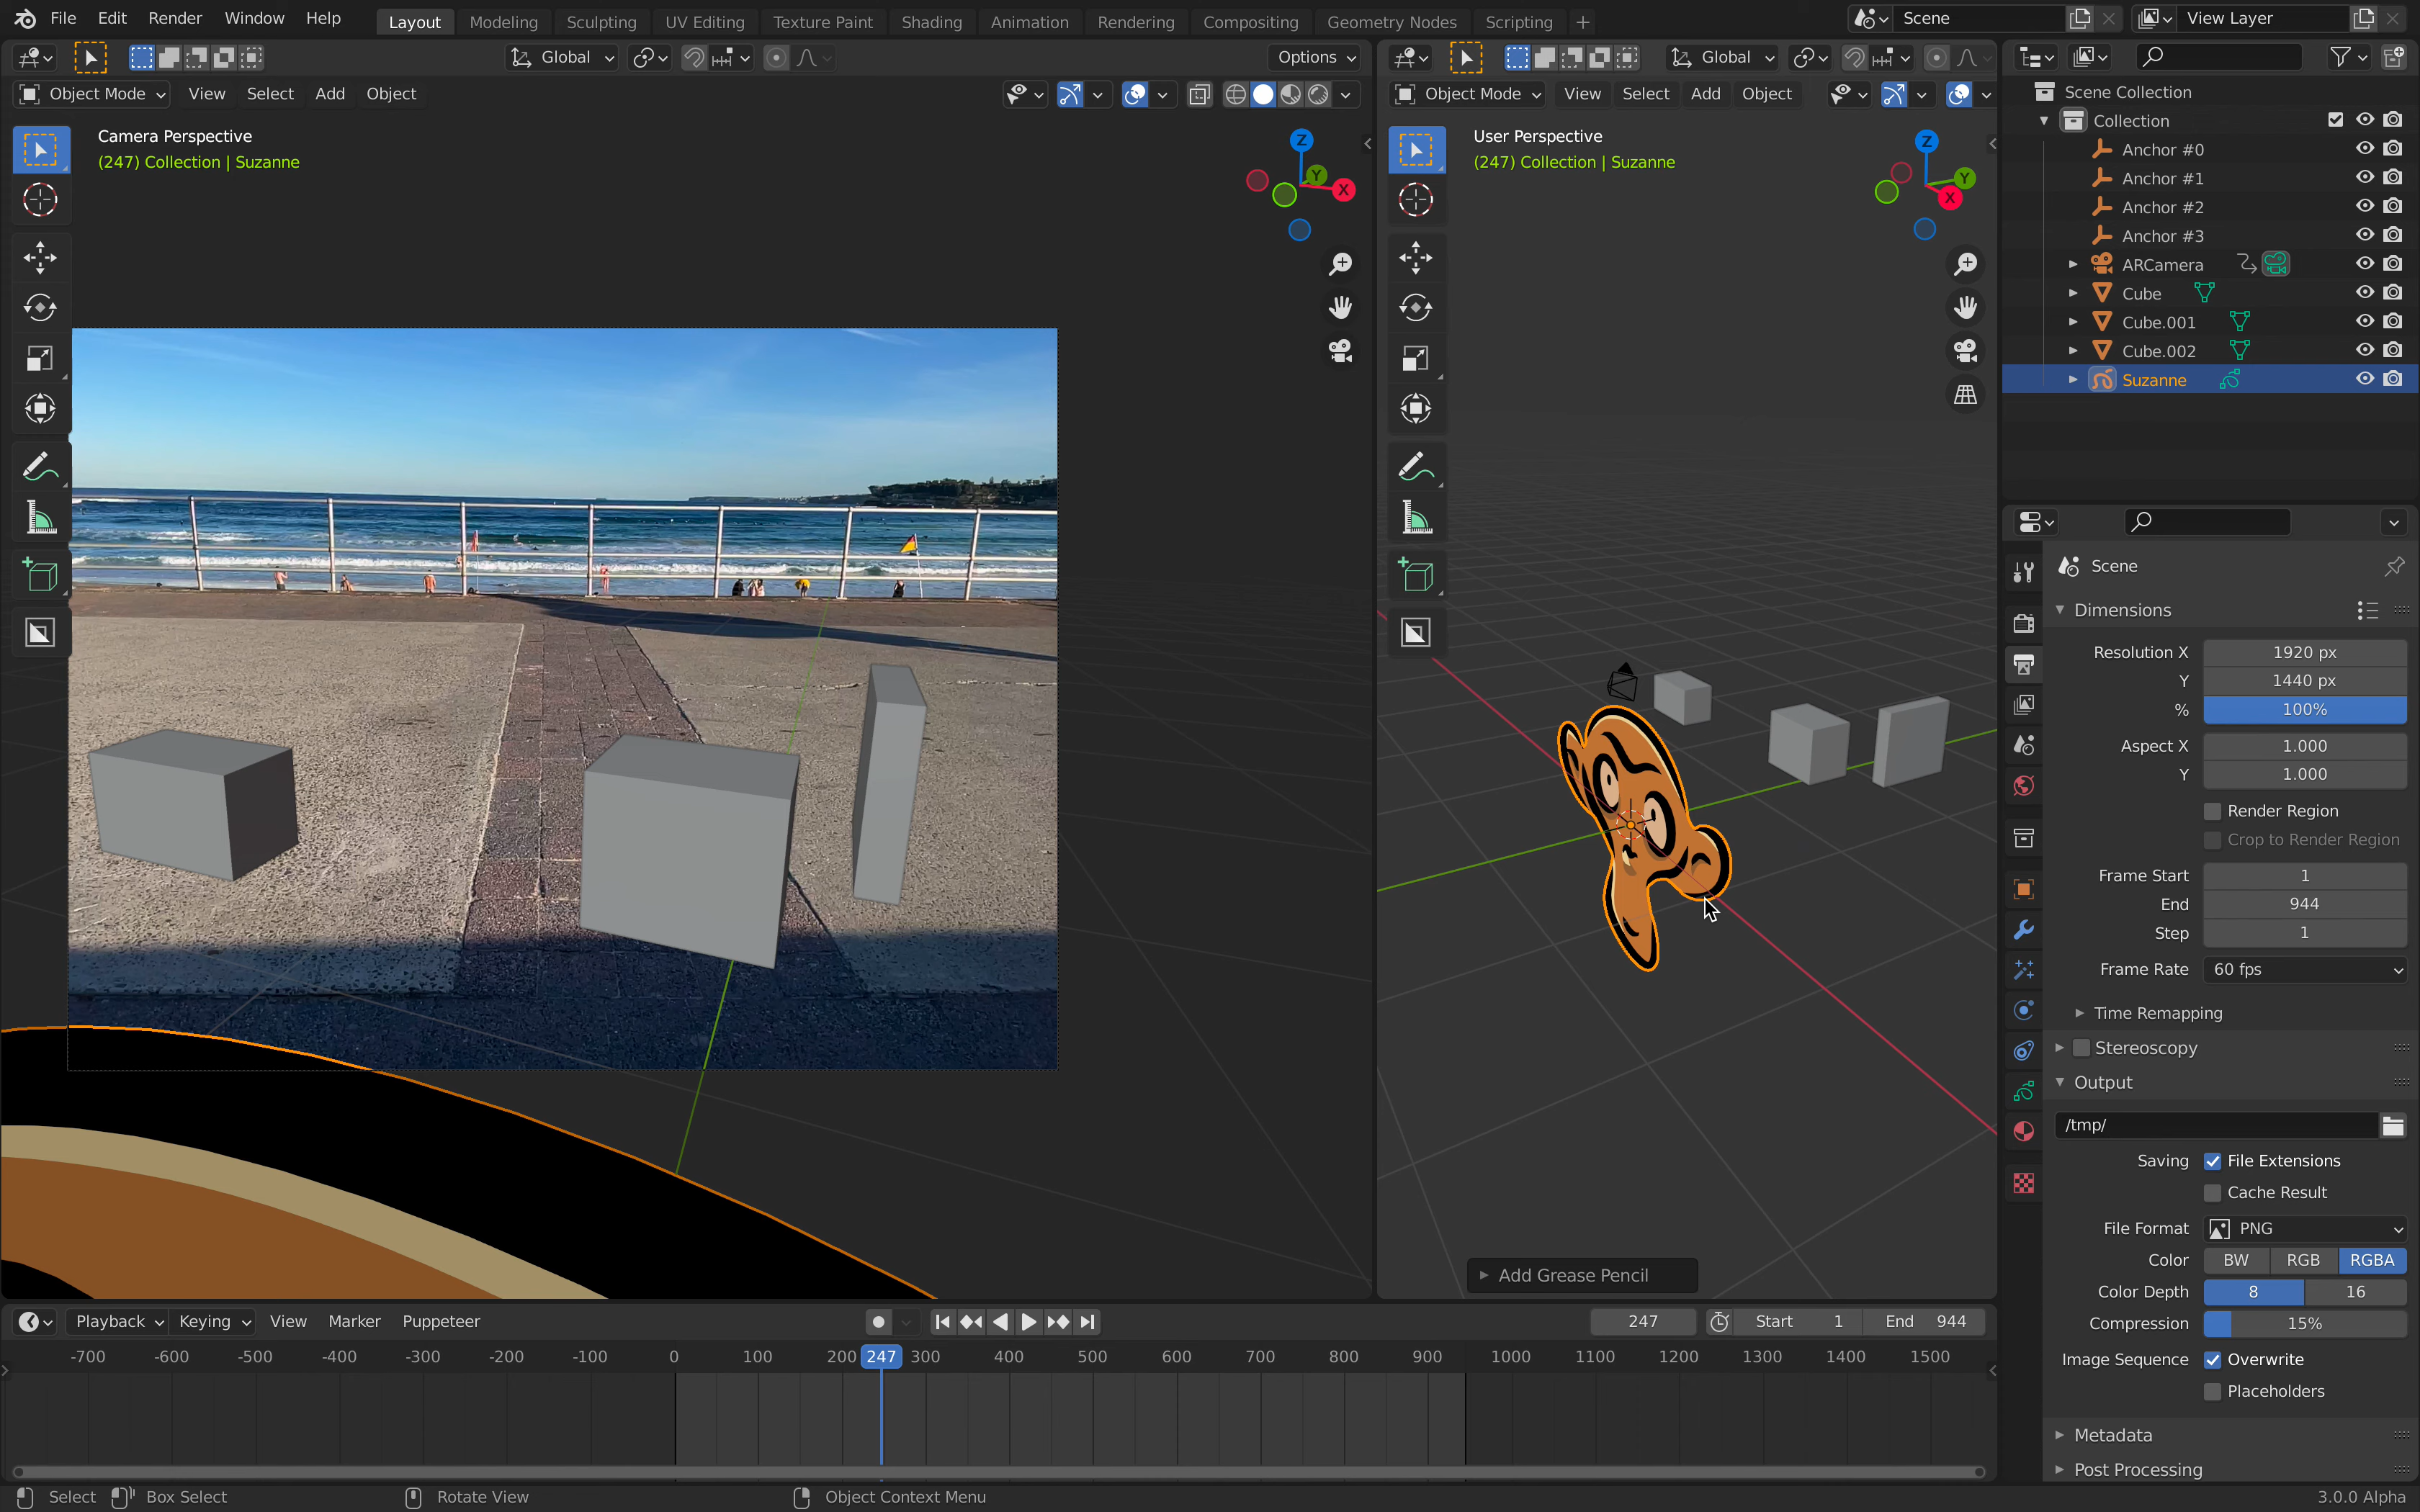 File Edit Render Window Help Layout Modeling Sculpting UV Editing Texture Paint Shading Animation Rendering Compositing Geometry Nodes Scripting + Scene View Layer
Global Options Global
Object Mode View Select Add Object Object Mode View Select Add Object
Camera Perspective
(247) Collection | Suzanne
Z
Y
X
User Perspective
(247) Collection | Suzanne
Z
Y
X
Add Grease Pencil
Scene Collection
Collection
Anchor #0
Anchor #1
Anchor #2
Anchor #3
ARCamera
Cube
Cube.001
Cube.002
Suzanne
Scene
Dimensions
Resolution X 1920 px
Y 1440 px
% 100%
Aspect X 1.000
Y 1.000
Render Region
Crop to Render Region
Frame Start 1
End 944
Step 1
Frame Rate 60 fps
Time Remapping
Stereoscopy
Output
/tmp/
Saving File Extensions
Cache Result
File Format PNG
Color BW RGB RGBA
Color Depth 8 16
Compression 15%
Image Sequence Overwrite
Placeholders
Metadata
Post Processing
Playback Keying View Marker Puppeteer 247 Start 1 End 944
-700 -600 -500 -400 -300 -200 -100 0 100 200 247 300 400 500 600 700 800 900 1000 1100 1200 1300 1400 1500
Select Box Select Rotate View Object Context Menu 3.0.0 Alpha